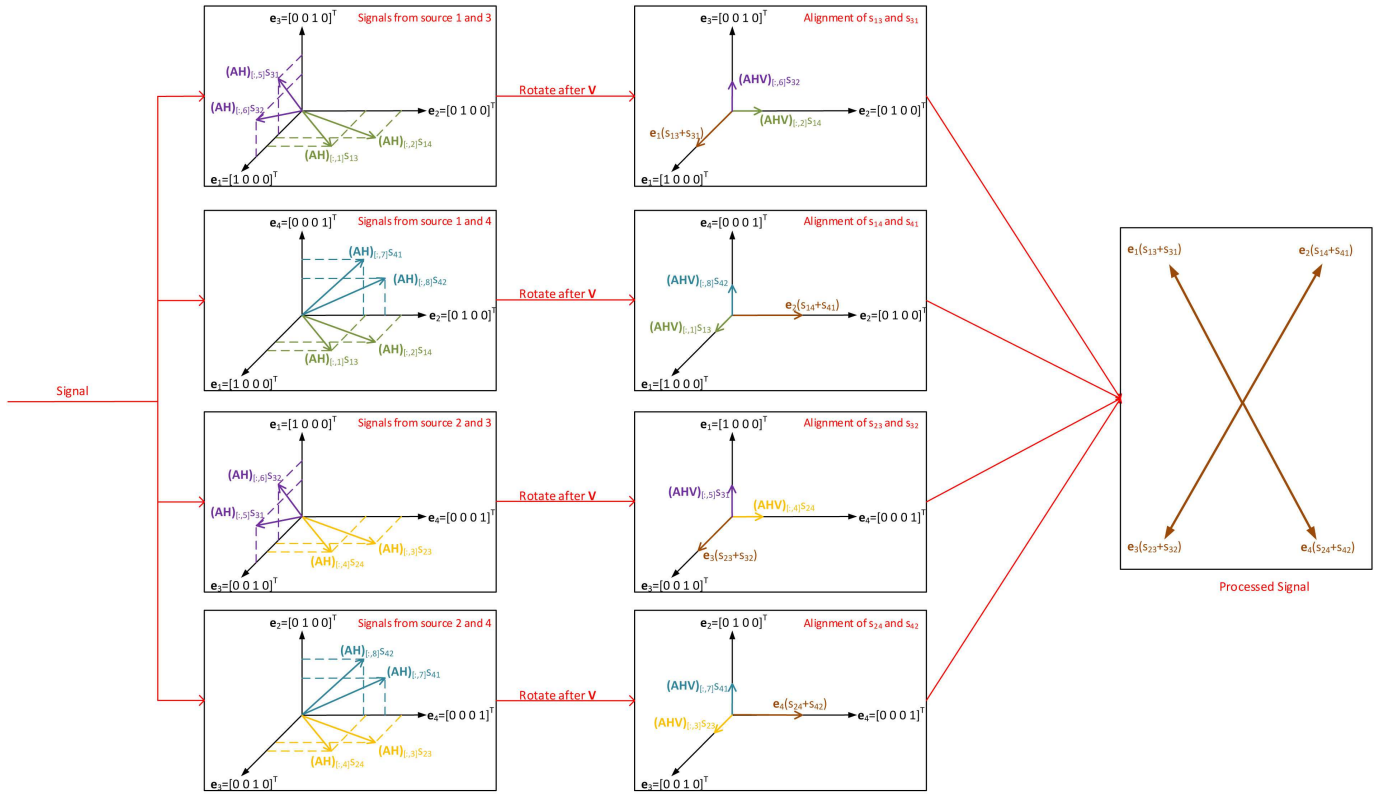 Signal
Signals from source 1 and 3
e₃=[0 0 1 0]ᵀ
(AH)[:,5]s₃₁
(AH)[:,6]s₃₂
e₂=[0 1 0 0]ᵀ
(AH)[:,2]s₁₄
(AH)[:,1]s₁₃
e₁=[1 0 0 0]ᵀ
Rotate after V
Alignment of s₁₃ and s₃₁
e₃=[0 0 1 0]ᵀ
(AHV)[:,6]s₃₂
e₂=[0 1 0 0]ᵀ
(AHV)[:,2]s₁₄
e₁(s₁₃+s₃₁)
e₁=[1 0 0 0]ᵀ
Signals from source 1 and 4
e₄=[0 0 0 1]ᵀ
(AH)[:,7]s₄₁
(AH)[:,8]s₄₂
e₂=[0 1 0 0]ᵀ
(AH)[:,2]s₁₄
(AH)[:,1]s₁₃
e₁=[1 0 0 0]ᵀ
Rotate after V
Alignment of s₁₄ and s₄₁
e₄=[0 0 0 1]ᵀ
(AHV)[:,8]s₄₂
e₂(s₁₄+s₄₁)
e₂=[0 1 0 0]ᵀ
(AHV)[:,1]s₁₃
e₁=[1 0 0 0]ᵀ
Signals from source 2 and 3
e₁=[1 0 0 0]ᵀ
(AH)[:,6]s₃₂
(AH)[:,5]s₃₁
e₄=[0 0 0 1]ᵀ
(AH)[:,3]s₂₃
(AH)[:,4]s₂₄
e₃=[0 0 1 0]ᵀ
Rotate after V
Alignment of s₂₃ and s₃₂
e₁=[1 0 0 0]ᵀ
(AHV)[:,5]s₃₁
(AHV)[:,4]s₂₄
e₄=[0 0 0 1]ᵀ
e₃(s₂₃+s₃₂)
e₃=[0 0 1 0]ᵀ
Signals from source 2 and 4
e₂=[0 1 0 0]ᵀ
(AH)[:,8]s₄₂
(AH)[:,7]s₄₁
e₄=[0 0 0 1]ᵀ
(AH)[:,3]s₂₃
(AH)[:,4]s₂₄
e₃=[0 0 1 0]ᵀ
Rotate after V
Alignment of s₂₄ and s₄₂
e₂=[0 1 0 0]ᵀ
(AHV)[:,7]s₄₁
e₄(s₂₄+s₄₂)
e₄=[0 0 0 1]ᵀ
(AHV)[:,3]s₂₃
e₃=[0 0 1 0]ᵀ
e₁(s₁₃+s₃₁)
e₂(s₁₄+s₄₁)
e₃(s₂₃+s₃₂)
e₄(s₂₄+s₄₂)
Processed Signal